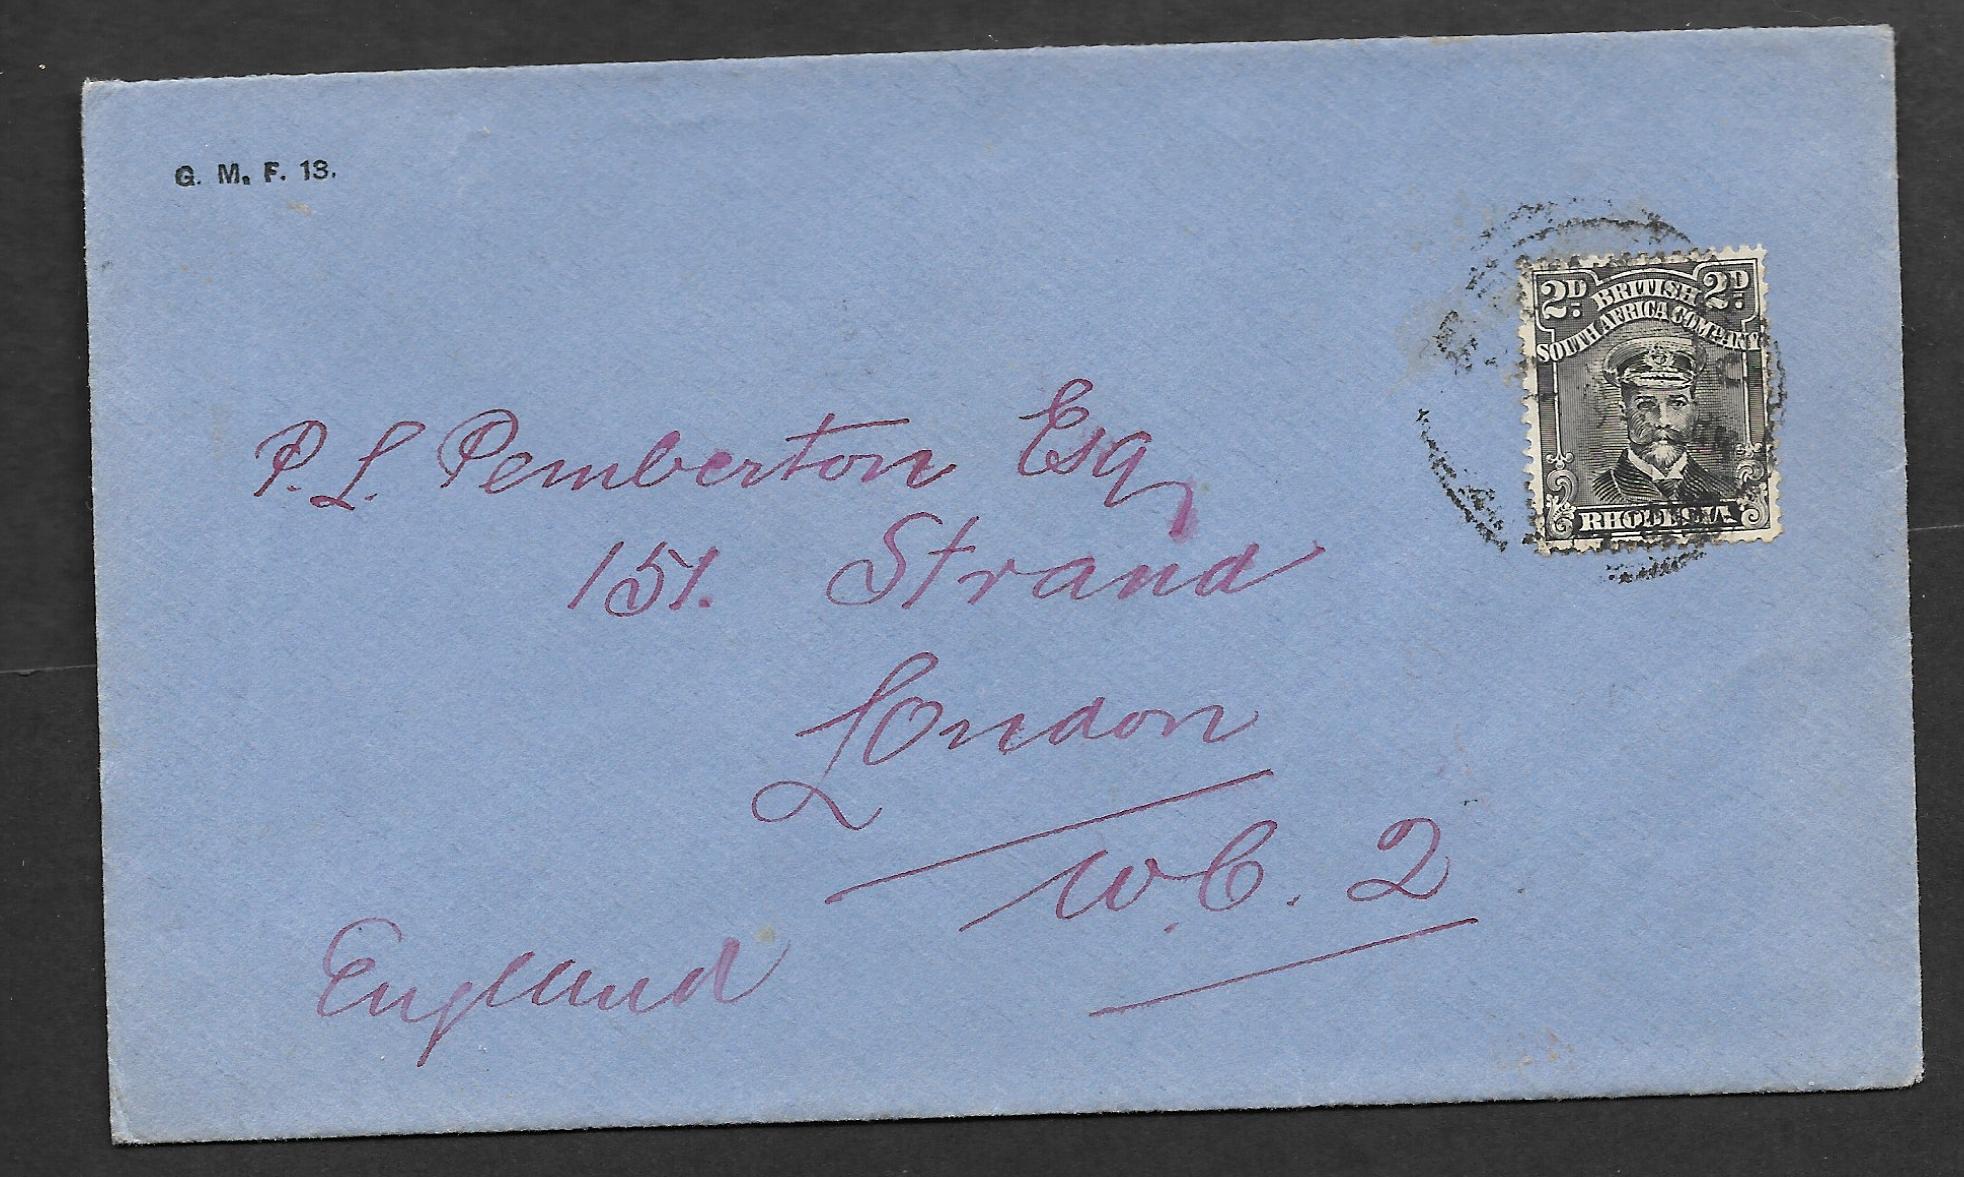 G. M. F. 13.
2D. BRITISH 2D.
SOUTH AFRICA COMPANY
RHODESIA
P. L. Pemberton Esq
151. Strand
London
W.C. 2
England